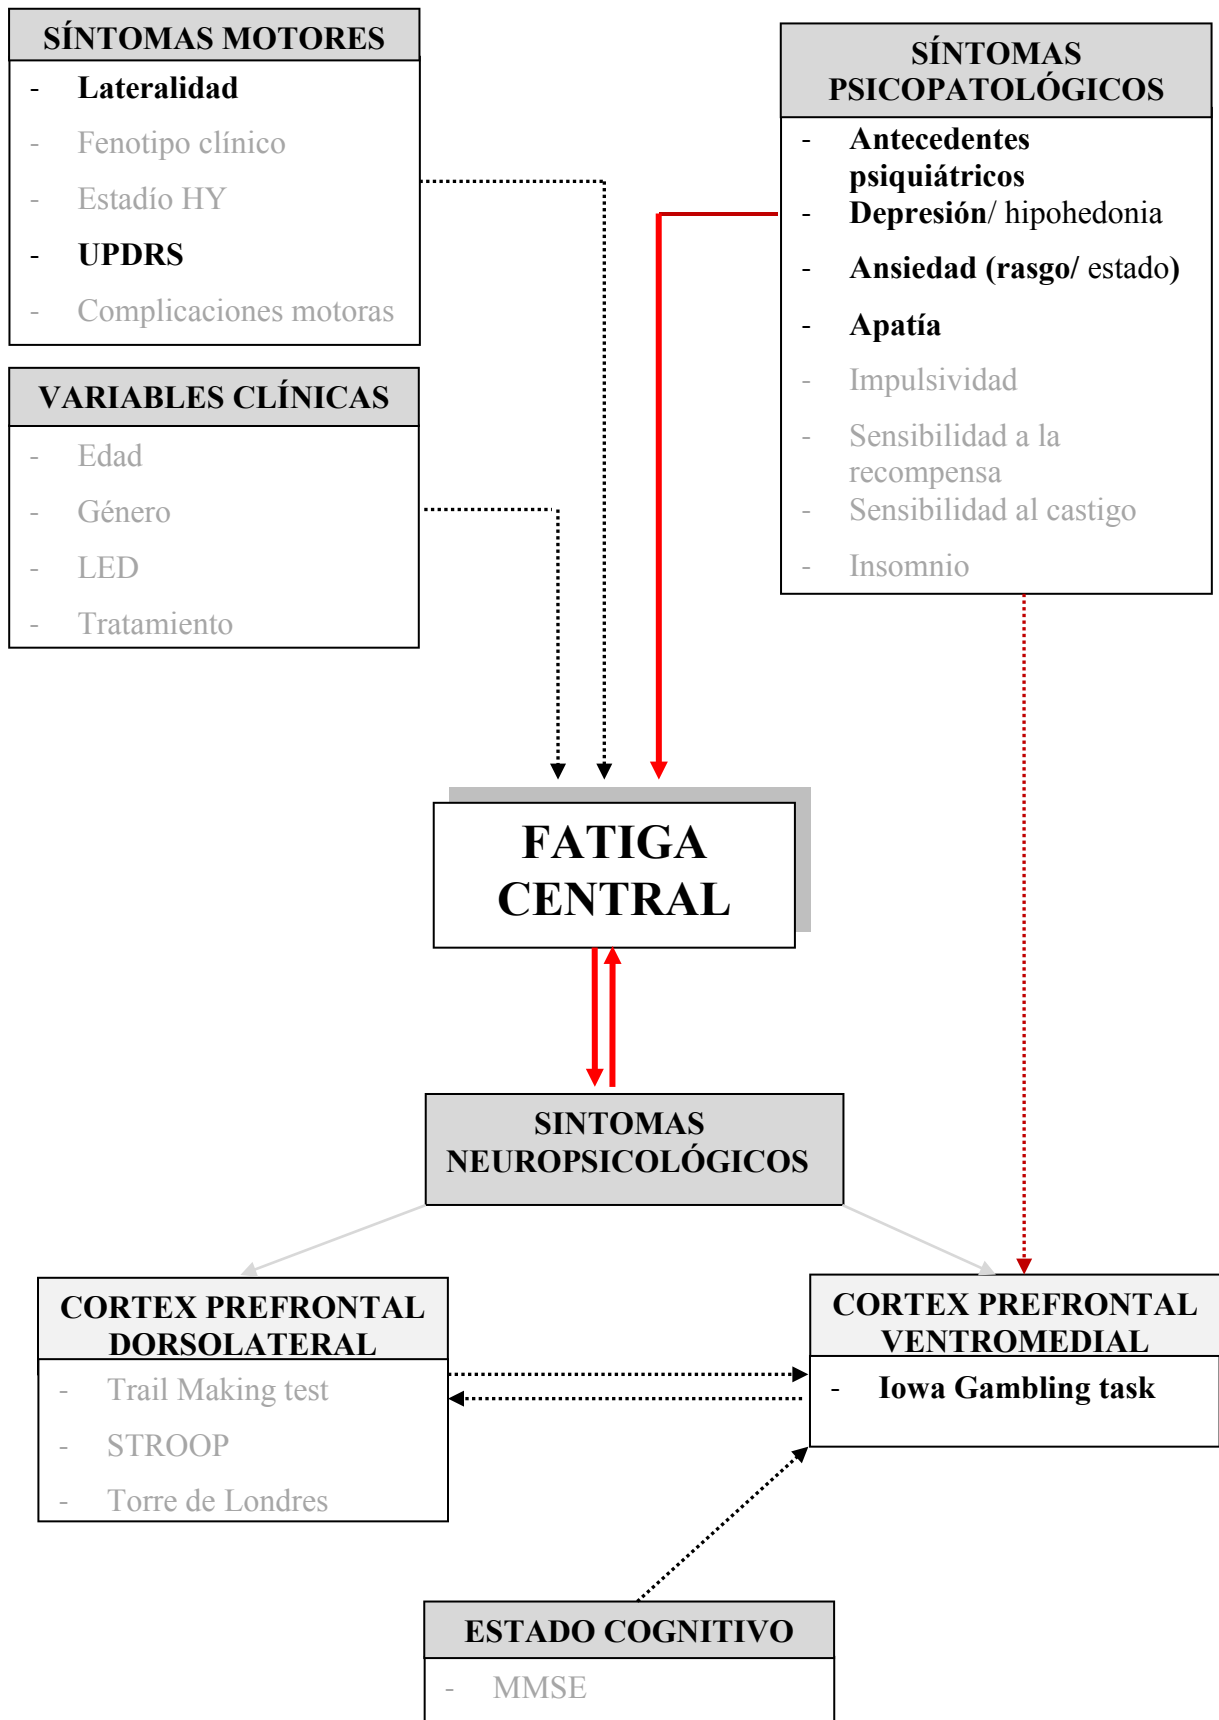 SÍNTOMAS MOTORES
- Lateralidad
- Fenotipo clínico
- Estadío HY
- UPDRS
- Complicaciones motoras
VARIABLES CLÍNICAS
- Edad
- Género
- LED
- Tratamiento
SÍNTOMAS
PSICOPATOLÓGICOS
- Antecedentes
psiquiátricos
- Depresión/ hipohedonia
- Ansiedad (rasgo/ estado)
- Apatía
- Impulsividad
- Sensibilidad a la
recompensa
- Sensibilidad al castigo
- Insomnio
FATIGA
CENTRAL
SINTOMAS
NEUROPSICOLÓGICOS
CORTEX PREFRONTAL
DORSOLATERAL
- Trail Making test
- STROOP
- Torre de Londres
CORTEX PREFRONTAL
VENTROMEDIAL
- Iowa Gambling task
ESTADO COGNITIVO
- MMSE